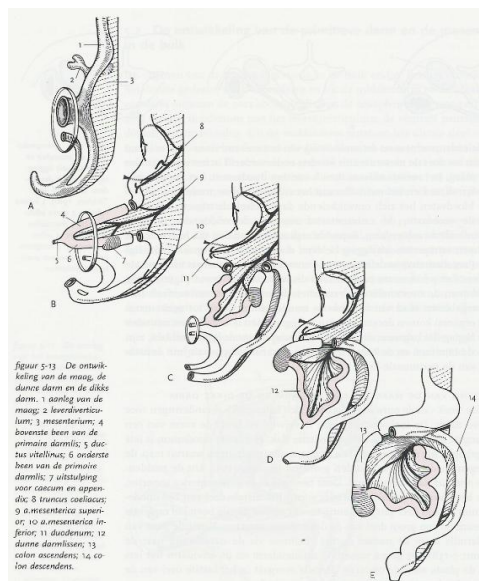 1
2
3
A
8
9
4
5
6
7
10
B
11
C
12
D
13
14
E
figuur 5-13 De ontwik-
keling van de maag, de
dunne darm en de dikke
darm. 1 aanleg van de
maag; 2 leverdiverticu-
lum; 3 mesenterium; 4
bovenste been van de
primaire darmlis; 5 duc-
tus vitellinus; 6 onderste
been van de primaire
darmlis; 7 uitstulping
voor caecum en appen-
dix; 8 truncus coeliacus;
9 a.mesenterica superi-
or; 10 a.mesenterica in-
ferior; 11 duodenum; 12
dunne darmlissen; 13
colon ascendens; 14 co-
lon descendens.